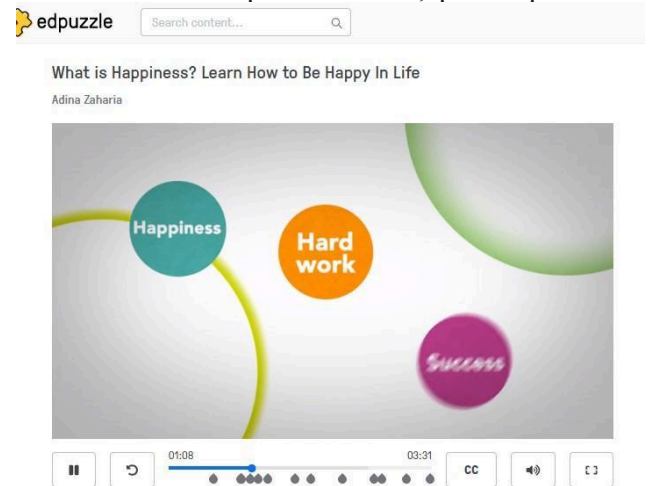 edpuzzle
Search content...
What is Happiness? Learn How to Be Happy In Life
Adina Zaharia
Happiness
Hard
work
Success
01:08
03:31
CC